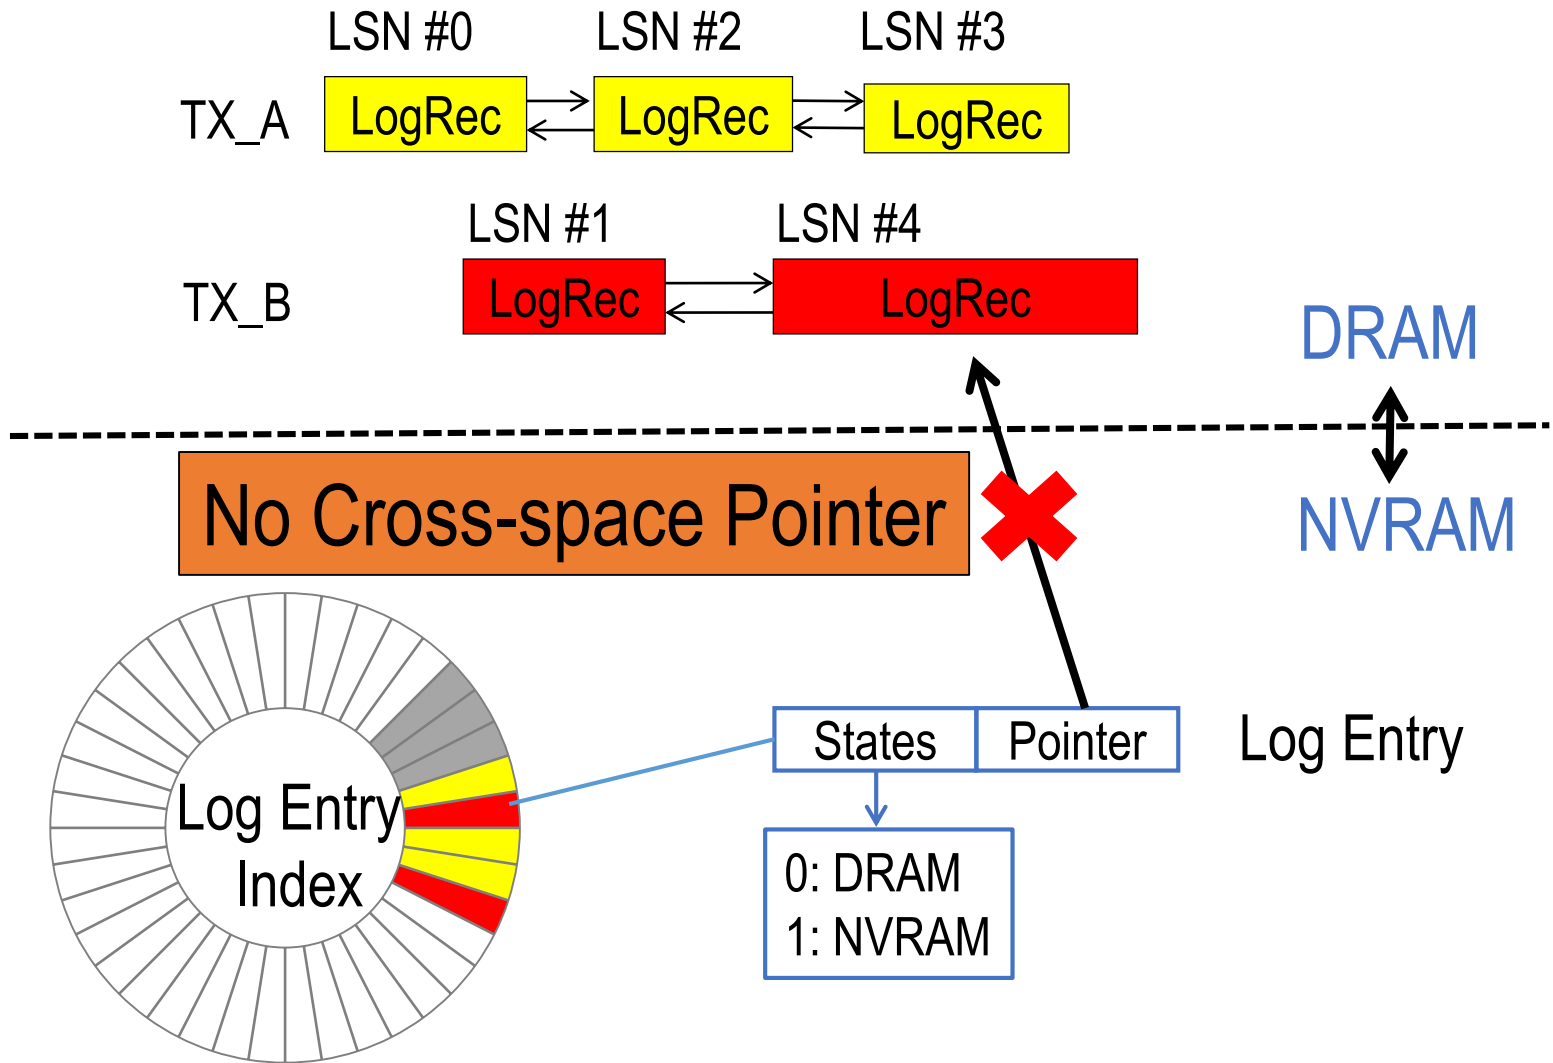 LSN #0 LSN #2 LSN #3
TX_A LogRec LogRec LogRec
LSN #1 LSN #4
TX_B LogRec LogRec
DRAM
No Cross-space Pointer
NVRAM
States Pointer Log Entry
Log Entry
Index
0: DRAM
1: NVRAM